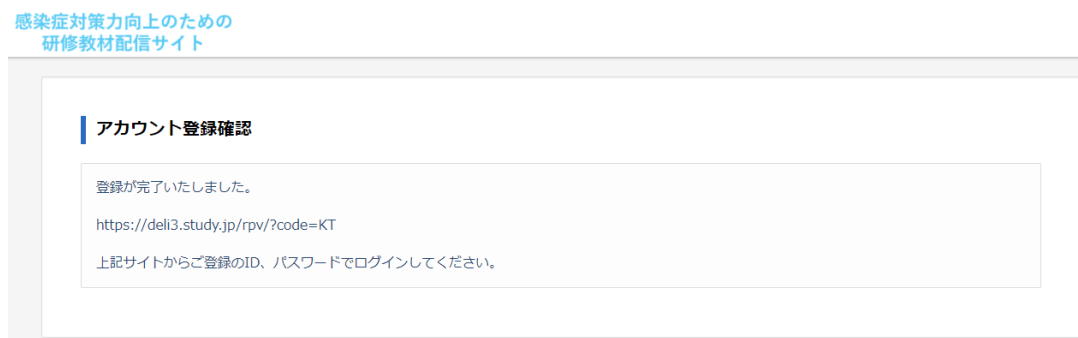 感染症対策力向上のための
研修教材配信サイト
アカウント登録確認
登録が完了いたしました。
https://deli3.study.jp/rpv/?code=KT
上記サイトからご登録のID、パスワードでログインしてください。